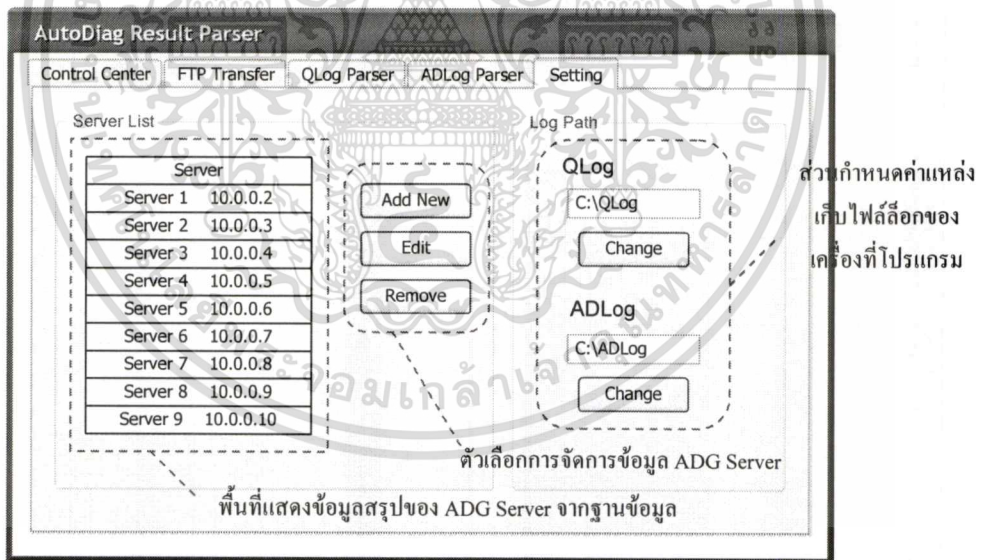 AutoDiag Result Parser
Control Center FTP Transfer QLog Parser ADLog Parser Setting
Server List
Log Path
Server
Server 1 10.0.0.2
Server 2 10.0.0.3
Server 3 10.0.0.4
Server 4 10.0.0.5
Server 5 10.0.0.6
Server 6 10.0.0.7
Server 7 10.0.0.8
Server 8 10.0.0.9
Server 9 10.0.0.10
Add New
Edit
Remove
QLog
C:\QLog
Change
ADLog
C:\ADLog
Change
ส่วนกำหนดค่าแหล่ง
เก็บไฟล์ล็อกของ
เครื่องที่โปรแกรม
ตัวเลือกการจัดการข้อมูล ADG Server
พื้นที่แสดงข้อมูลสรุปของ ADG Server จากฐานข้อมูล